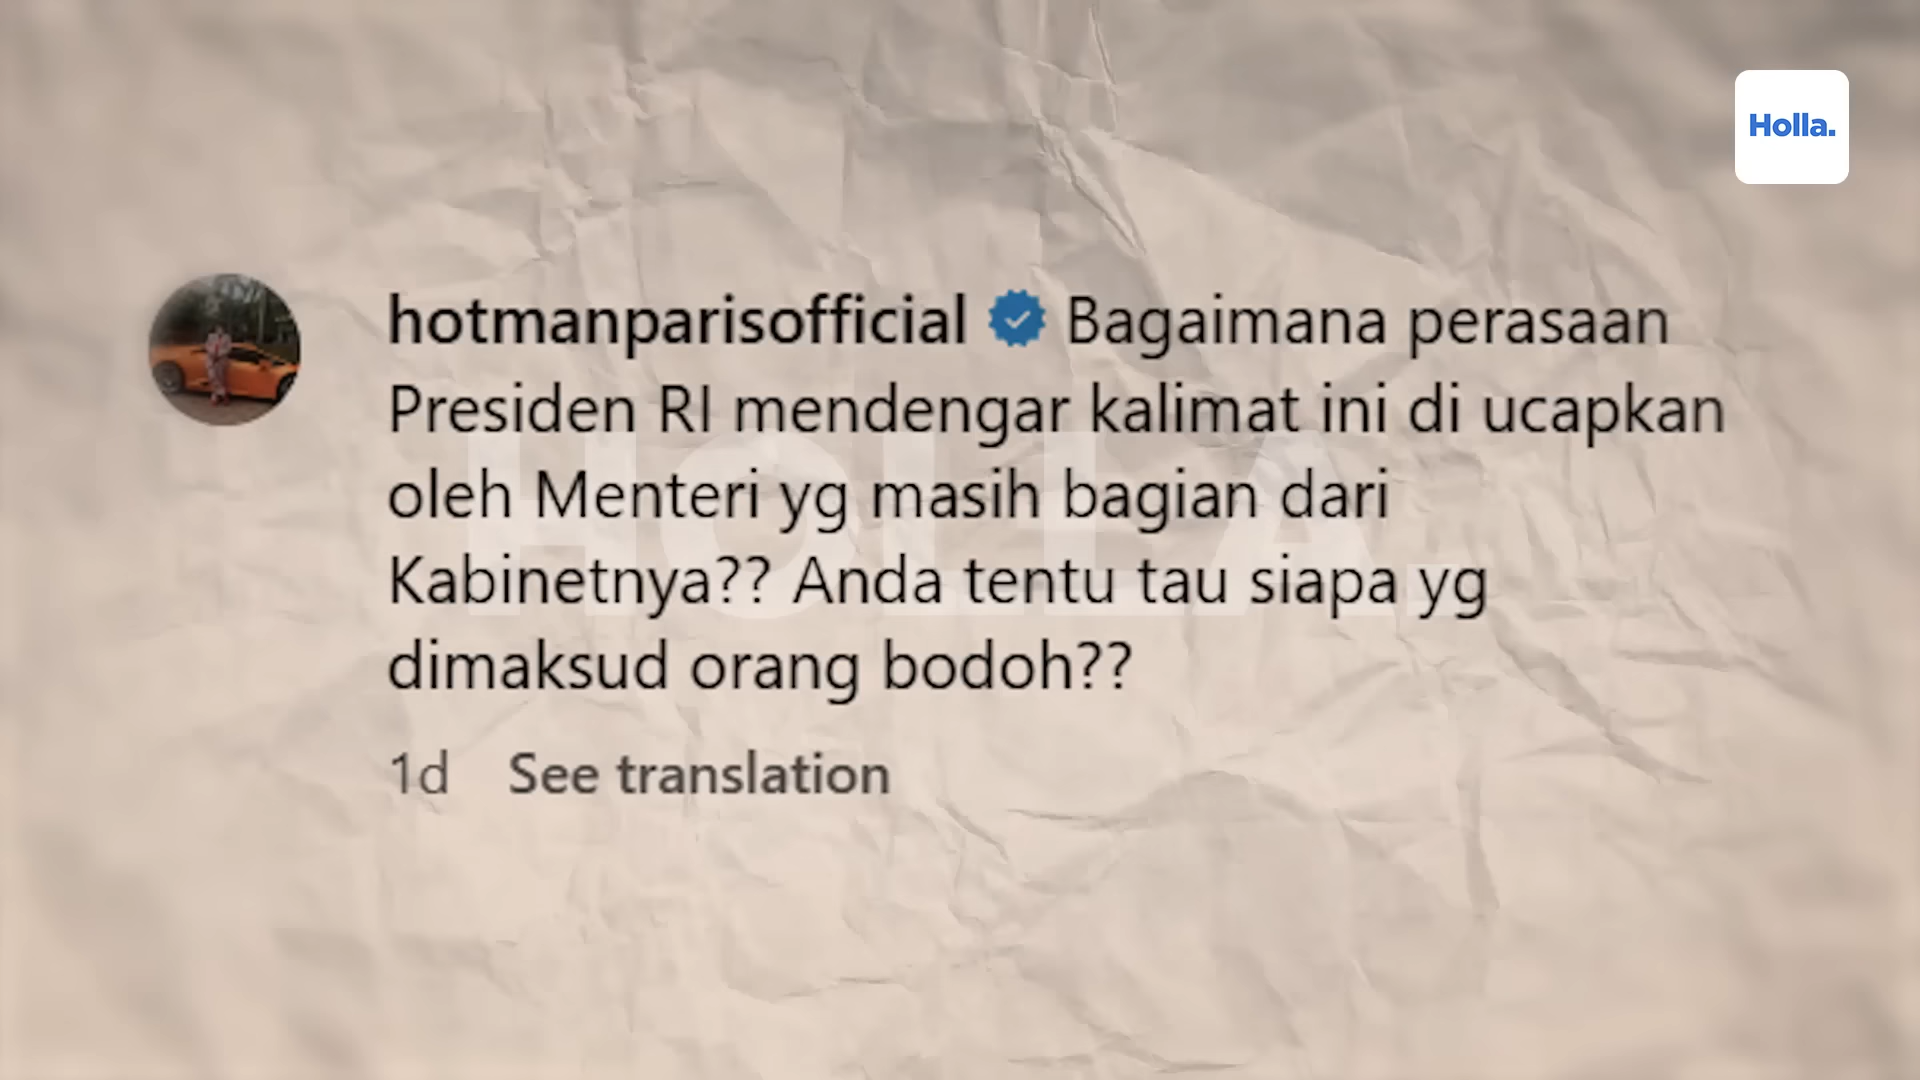 Holla.
hotmanparisofficial Bagaimana perasaan
Presiden RI mendengar kalimat ini di ucapkan
oleh Menteri yg masih bagian dari
Kabinetnya?? Anda tentu tau siapa yg
dimaksud orang bodoh??
1d See translation
HOLLA.